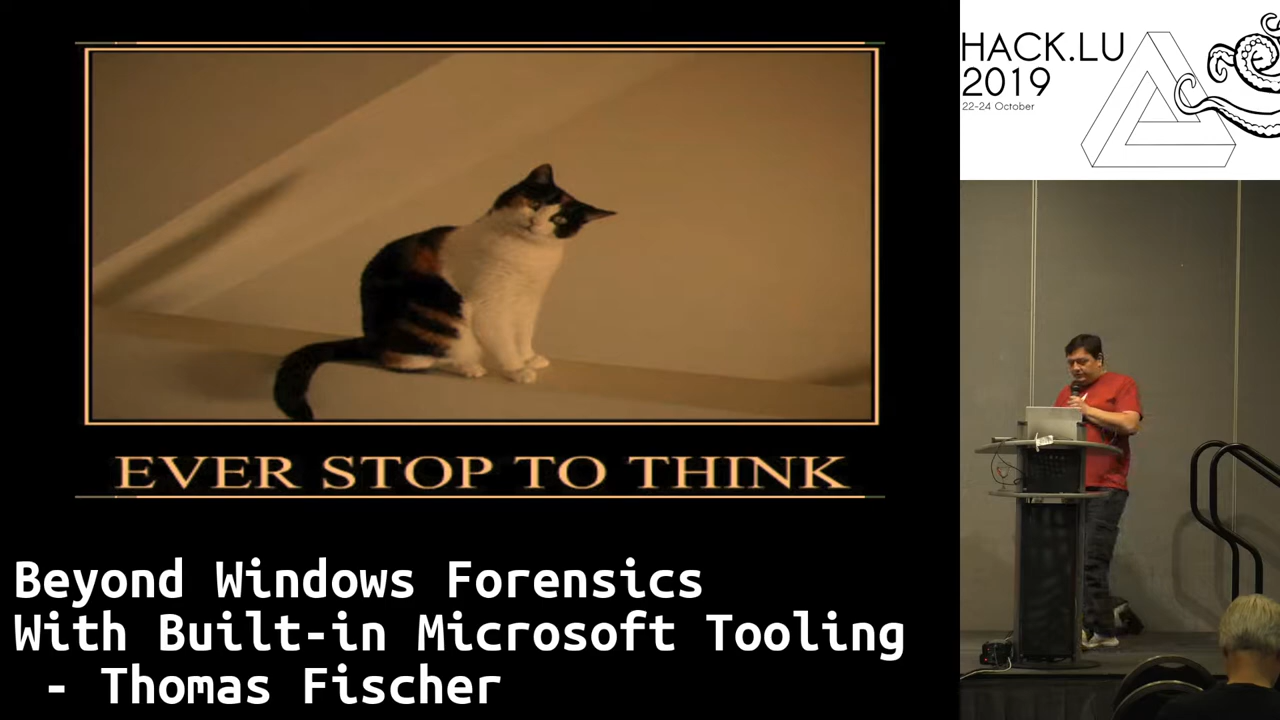 EVER STOP TO THINK
Beyond Windows Forensics
With Built-in Microsoft Tooling
- Thomas Fischer
HACK.LU
2019
22-24 October